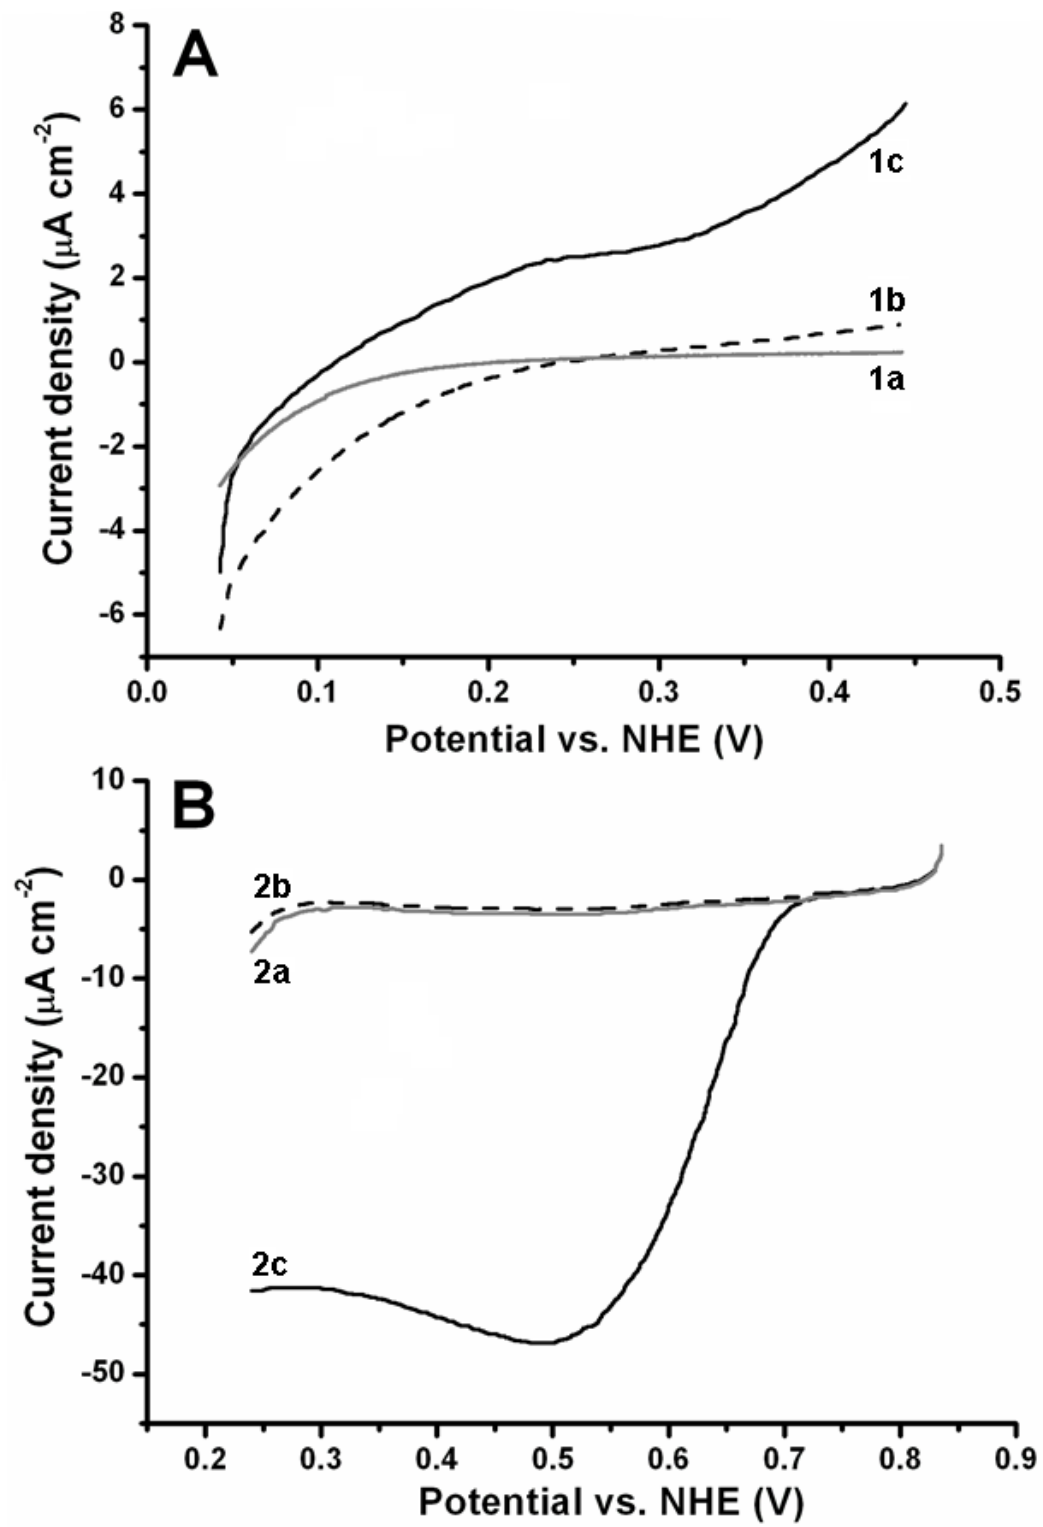 A
8
6
4
2
0
-2
-4
-6
Current density (μA cm-2)
1c
1b
1a
0.0 0.1 0.2 0.3 0.4 0.5
Potential vs. NHE (V)
B
10
0
-10
-20
-30
-40
-50
Current density (μA cm-2)
2b
2a
2c
0.2 0.3 0.4 0.5 0.6 0.7 0.8 0.9
Potential vs. NHE (V)